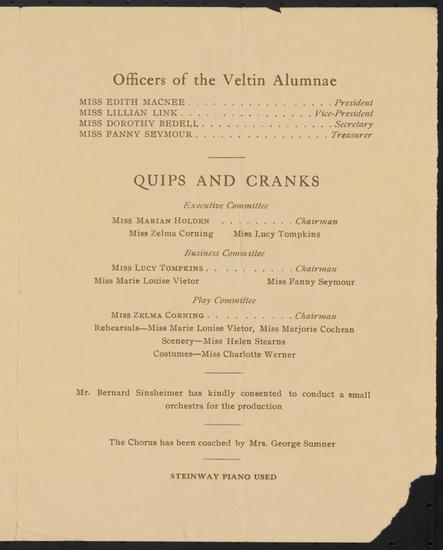 Officers of the Veltin Alumnae
MISS EDITH MACNEE . . . . . . . . . . . . . . . . President
MISS LILLIAN LINK . . . . . . . . . . . . . . . Vice-President
MISS DOROTHY BEDELL . . . . . . . . . . . . . . . Secretary
MISS FANNY SEYMOUR . . . . . . . . . . . . . . . Treasurer
QUIPS AND CRANKS
Executive Committee
MISS MARIAN HOLDEN . . . . . . . . . Chairman
Miss Zelma Corning Miss Lucy Tompkins
Business Committee
MISS LUCY TOMPKINS . . . . . . . . . . Chairman
Miss Marie Louise Vietor Miss Fanny Seymour
Play Committee
MISS ZELMA CORNING . . . . . . . . . . Chairman
Rehearsals—Miss Marie Louise Vietor, Miss Marjorie Cochran
Scenery—Miss Helen Stearns
Costumes—Miss Charlotte Werner
Mr. Bernard Sinsheimer has kindly consented to conduct a small
orchestra for the production
The Chorus has been coached by Mrs. George Sumner
STEINWAY PIANO USED